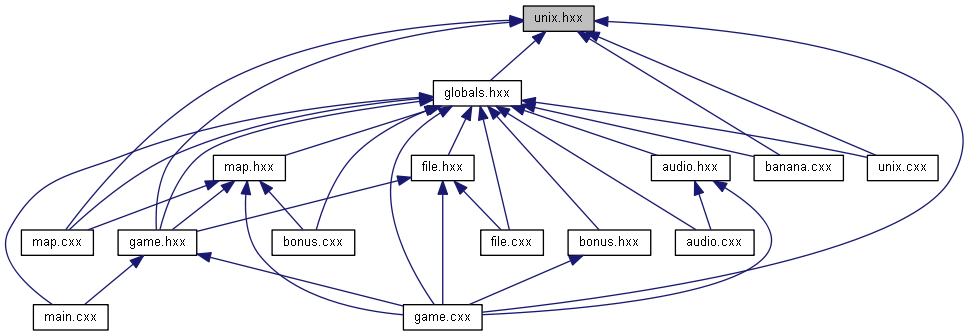 unix.hxx
globals.hxx
map.hxx
file.hxx
audio.hxx
banana.cxx
unix.cxx
map.cxx
game.hxx
bonus.cxx
file.cxx
bonus.hxx
audio.cxx
main.cxx
game.cxx